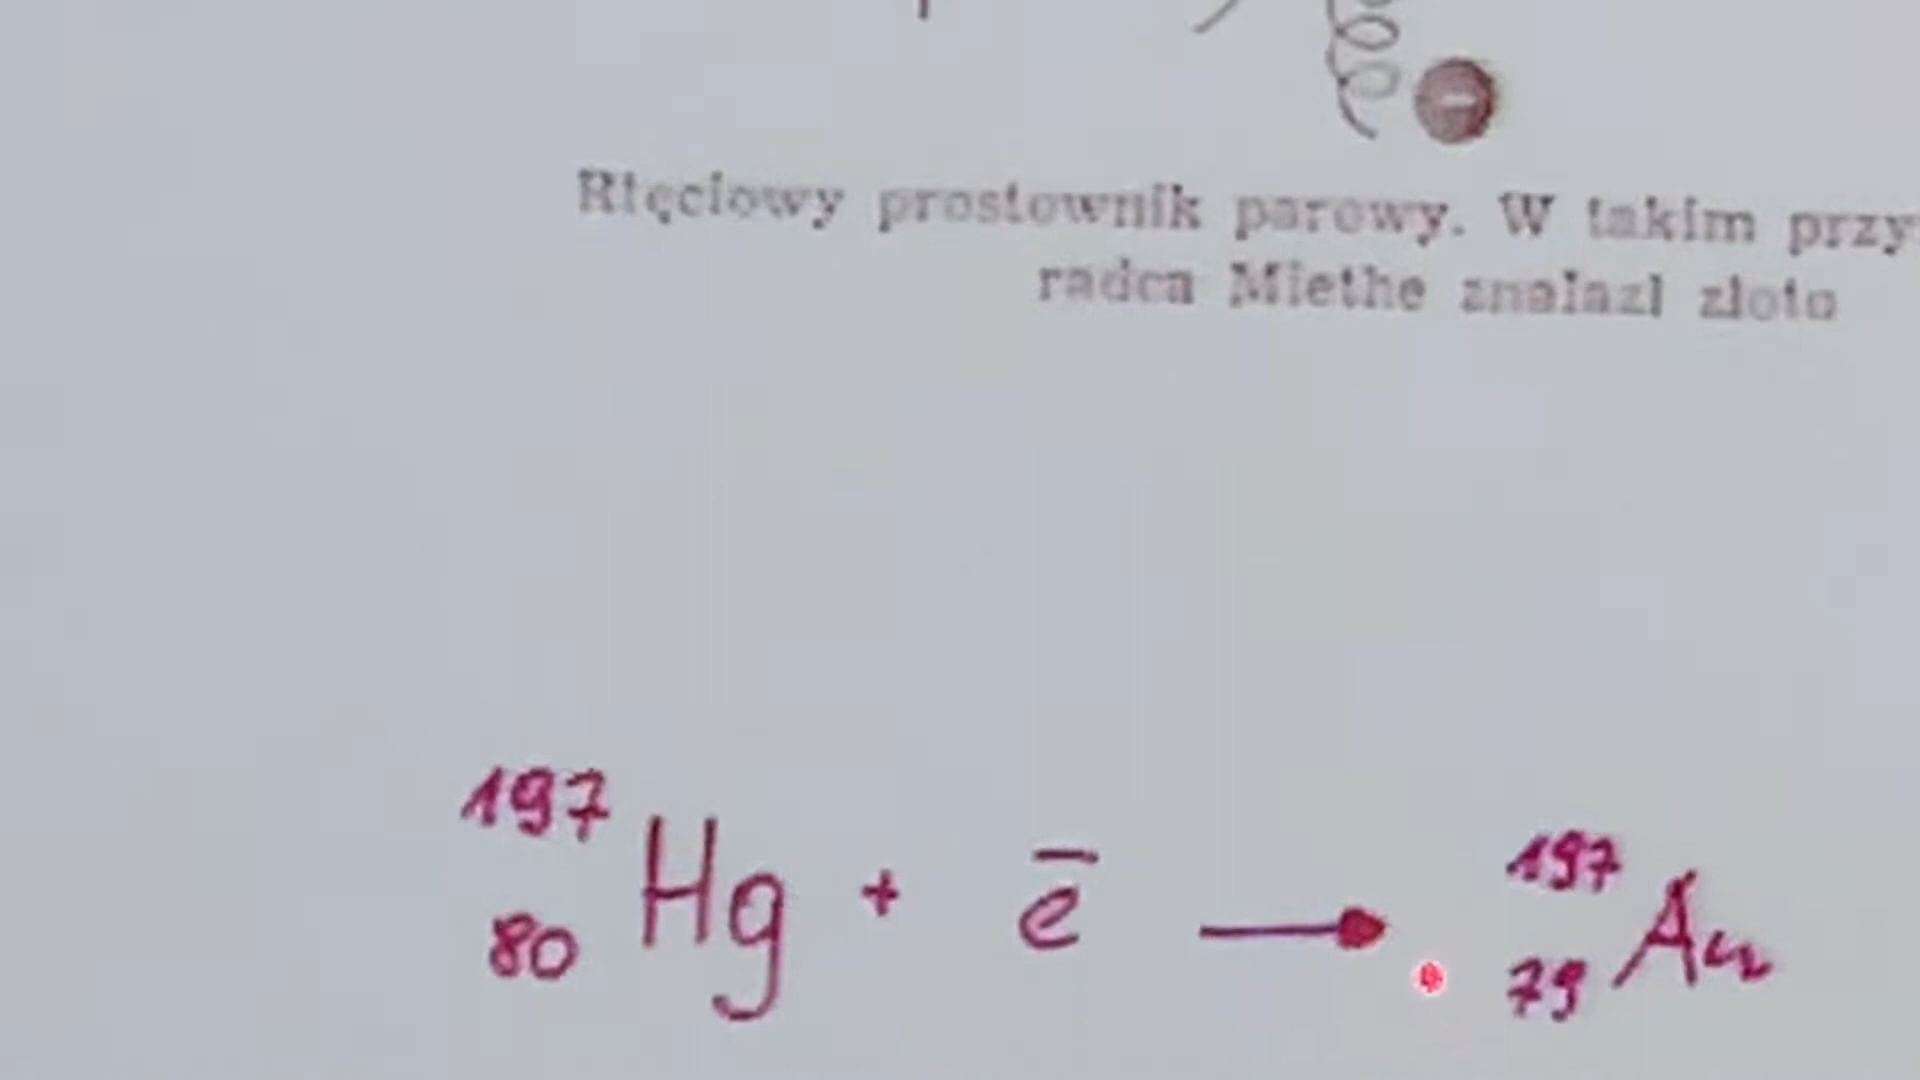 Rtęciowy prostownik parowy. W takim przy
radca Miethe znalazł złoto
197 80 Hg + e̅ → 197 79 Au